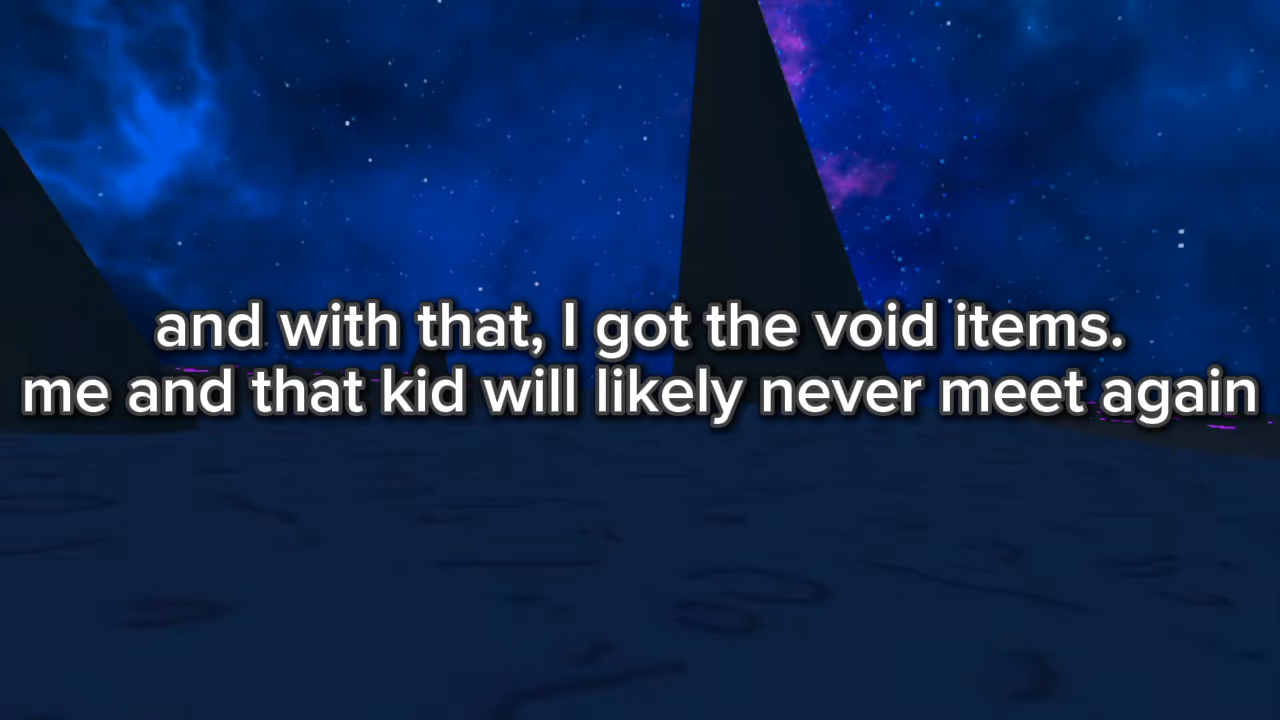 and with that, I got the void items.
me and that kid will likely never meet again